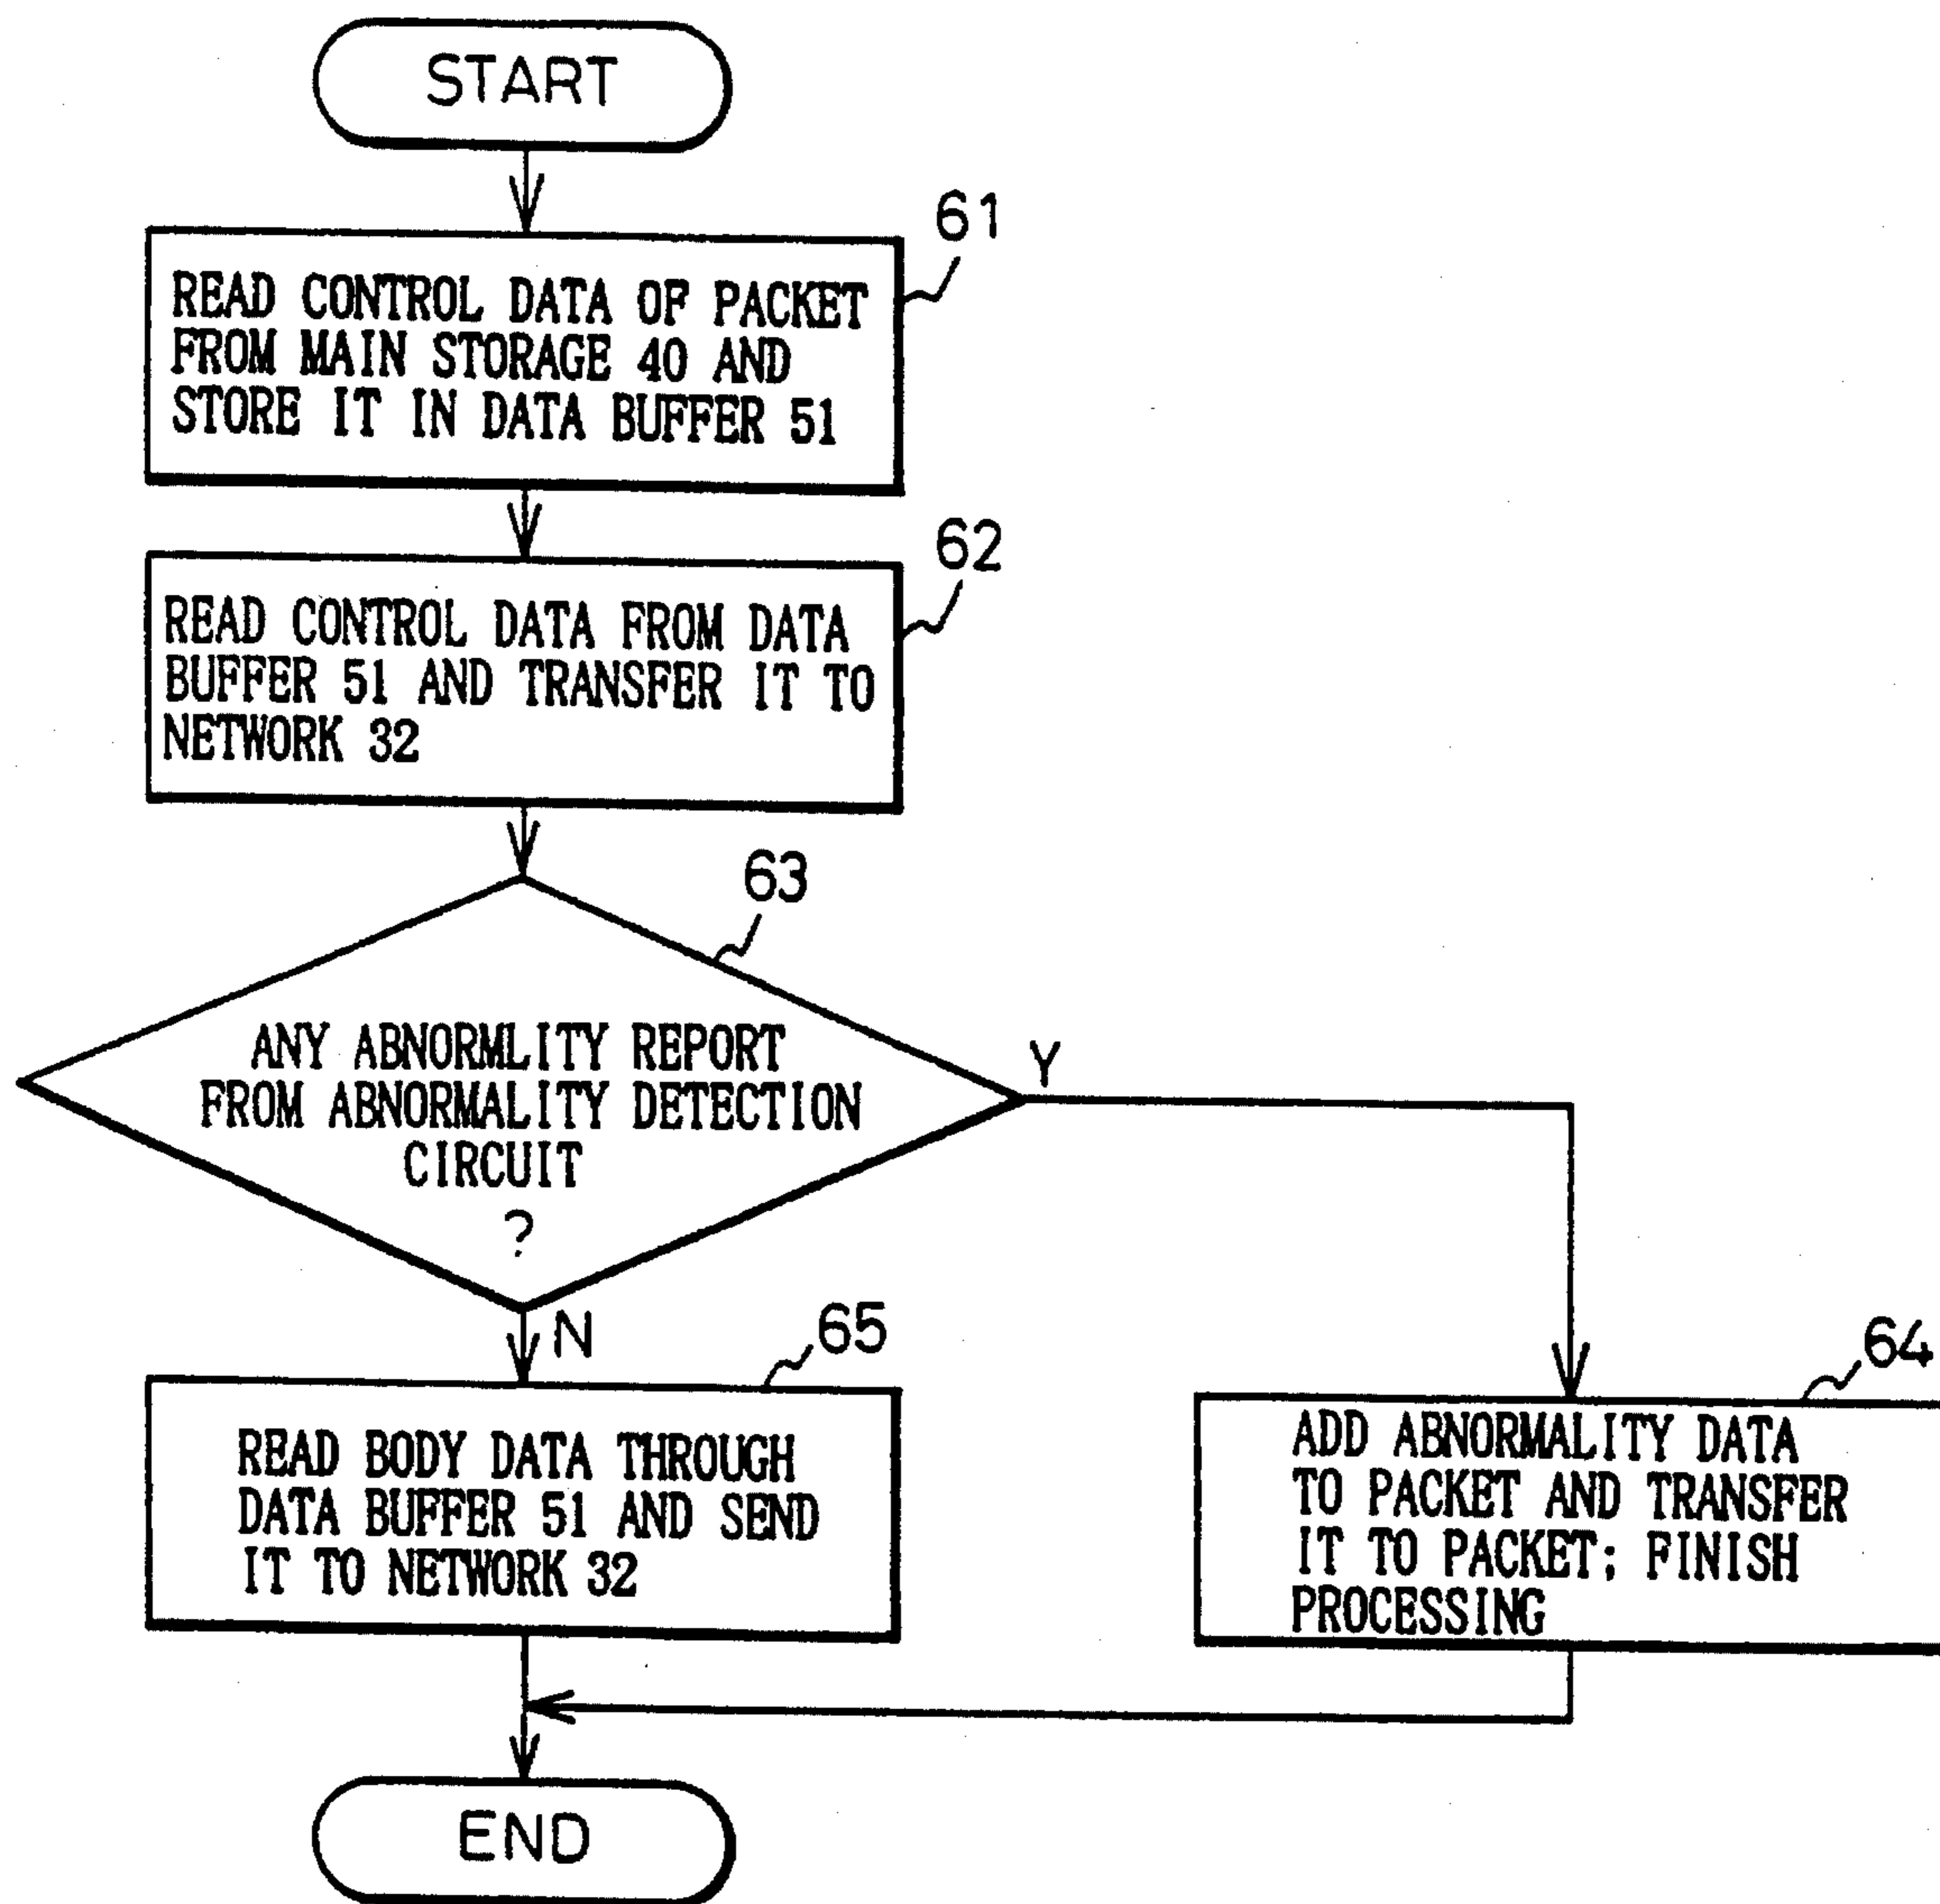 START
61
READ CONTROL DATA OF PACKET
FROM MAIN STORAGE 40 AND
STORE IT IN DATA BUFFER 51
62
READ CONTROL DATA FROM DATA
BUFFER 51 AND TRANSFER IT TO
NETWORK 32
63
ANY ABNORMLITY REPORT
FROM ABNORMALITY DETECTION
CIRCUIT
?
Y
N
65
READ BODY DATA THROUGH
DATA BUFFER 51 AND SEND
IT TO NETWORK 32
64
ADD ABNORMALITY DATA
TO PACKET AND TRANSFER
IT TO PACKET; FINISH
PROCESSING
END